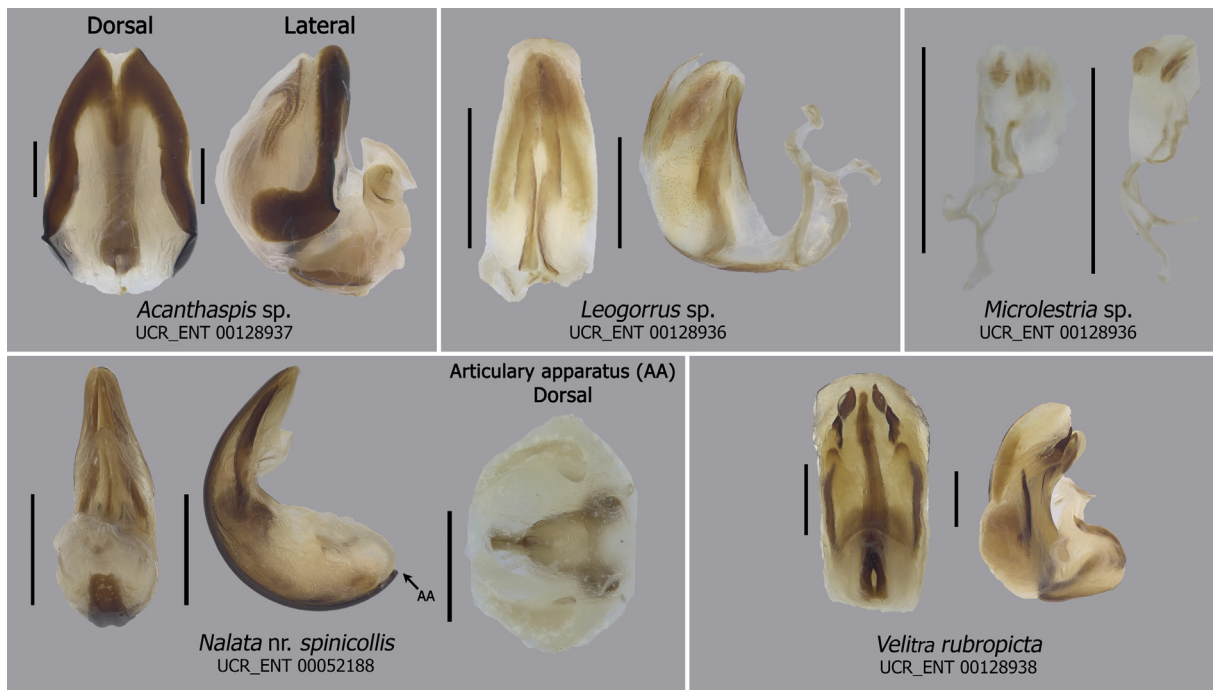 Dorsal
Lateral
Acanthaspis sp.
UCR_ENT 00128937
Leogorrus sp.
UCR_ENT 00128936
Microlestria sp.
UCR_ENT 00128936
Articulary apparatus (AA)
Dorsal
AA
Nalata nr. spinicollis
UCR_ENT 00052188
Velitra rubropicta
UCR_ENT 00128938